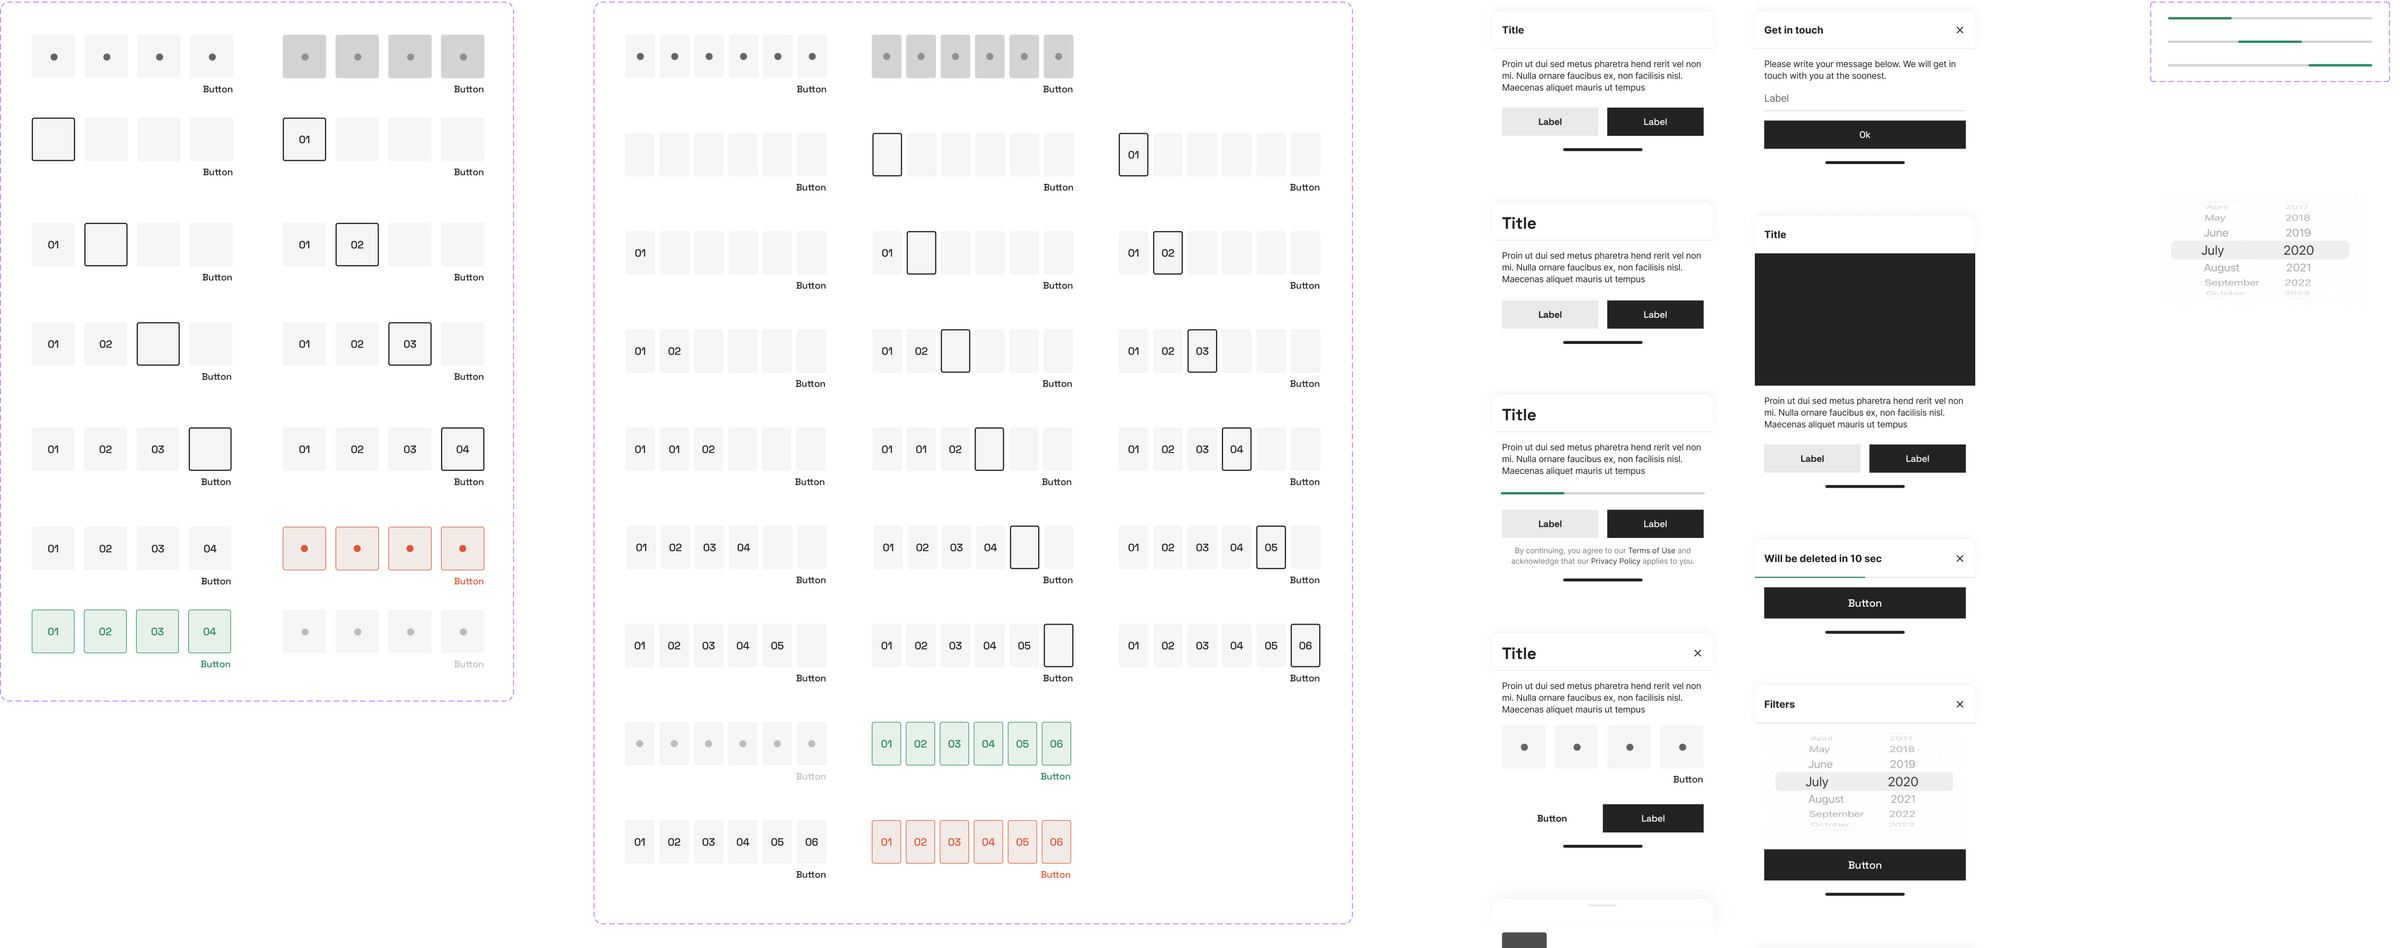 Button
Button
01
Button
Button
01
Button
01 02
Button
01 02
Button
01 02 03
Button
01 02 03
Button
01 02 03 04
Button
01 02 03 04
Button
Button
01 02 03 04
Button
Button
Button
Button
Button
Button
01
Button
01
Button
01
Button
01 02
Button
01 02
Button
01 02
Button
01 02 03
Button
01 01 02
Button
01 01 02
Button
01 02 03 04
Button
01 02 03 04
Button
01 02 03 04
Button
01 02 03 04 05
Button
01 02 03 04 05
Button
01 02 03 04 05
Button
01 02 03 04 05 06
Button
Button
01 02 03 04 05 06
Button
01 02 03 04 05 06
Button
01 02 03 04 05 06
Button
Title
Proin ut dui sed metus pharetra hend rerit vel non
mi. Nulla ornare faucibus ex, non facilisis nisl.
Maecenas aliquet mauris ut tempus
Label Label
Title
Proin ut dui sed metus pharetra hend rerit vel non
mi. Nulla ornare faucibus ex, non facilisis nisl.
Maecenas aliquet mauris ut tempus
Label Label
Title
Proin ut dui sed metus pharetra hend rerit vel non
mi. Nulla ornare faucibus ex, non facilisis nisl.
Maecenas aliquet mauris ut tempus
Label Label
By continuing, you agree to our Terms of Use and
acknowledge that our Privacy Policy applies to you.
Title
Proin ut dui sed metus pharetra hend rerit vel non
mi. Nulla ornare faucibus ex, non facilisis nisl.
Maecenas aliquet mauris ut tempus
Button
Button Label
Get in touch
Please write your message below. We will get in
touch with you at the soonest.
Label
Ok
Title
Proin ut dui sed metus pharetra hend rerit vel non
mi. Nulla ornare faucibus ex, non facilisis nisl.
Maecenas aliquet mauris ut tempus
Label Label
Will be deleted in 10 sec
Button
Filters
April 2017
May 2018
June 2019
July 2020
August 2021
September 2022
October 2023
Button
April 2017
May 2018
June 2019
July 2020
August 2021
September 2022
October 2023